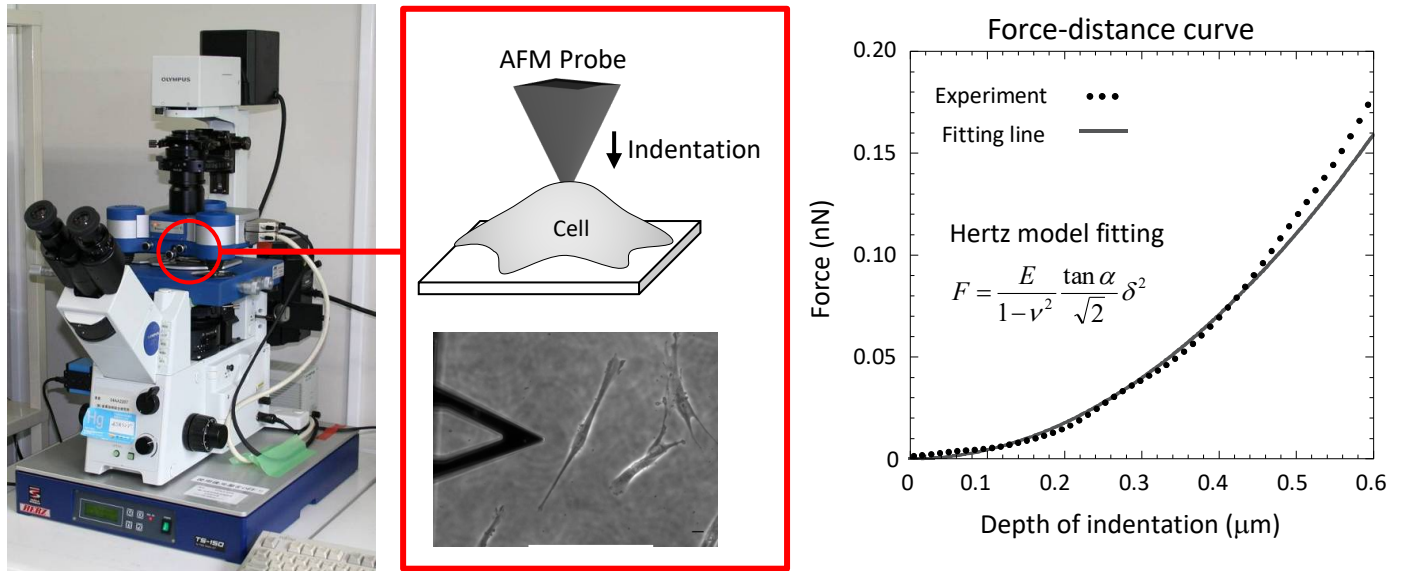 OLYMPUS
Hg
HERZ
TS-150
AFM Probe
Indentation
Cell
Force-distance curve
0.20
0.15
0.10
0.05
0
Force (nN)
Experiment
Fitting line
Hertz model fitting
F = E/(1−ν²) tan α/√2 δ²
0 0.1 0.2 0.3 0.4 0.5 0.6
Depth of indentation (μm)